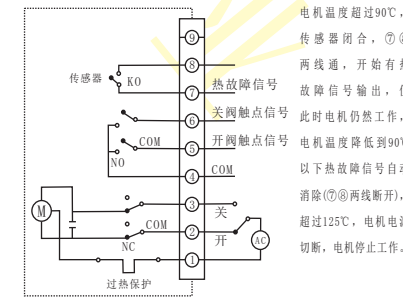 电机温度超过90℃,
传感器闭合，⑦⑧
两线通，开始有热
故障信号输出，但
此时电机仍然工作,
电机温度降低到90℃
以下热故障信号自动
消除(⑦⑧两线断开),
超过125℃，电机电源
切断, 电机停止工作。
⑨
⑧
传感器 KO
⑦ 热故障信号
⑥ 关阀触点信号
COM ⑤ 开阀触点信号
NO
④ COM
M
③ 关
COM ② 开
AC
NC
①
过热保护